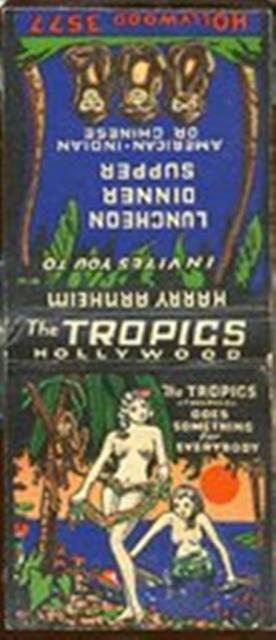 HOLLYWOOD 3577
AMERICAN-INDIAN
OR CHINESE
SUPPER
DINNER
LUNCHEON
INVITES YOU TO
HARRY ARNHEIM
The TROPICS
HOLLYWOOD
The TROPICS
DOES
SOMETHING
for
EVERYBODY